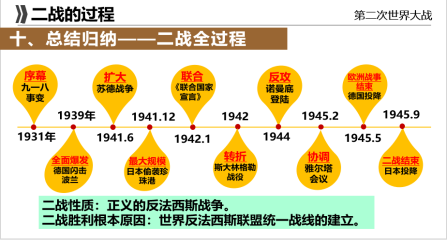 二战的过程
第二次世界大战
十、总结归纳——二战全过程
序幕
九一八
事变
扩大
苏德战争
联合
《联合国家
宣言》
反攻
诺曼底
登陆
欧洲战事
结束
德国投降
1939年
1941.12
1942
1945.2
1945.9
1931年
1941.6
1942.1
1944
1945.5
全面爆发
德国闪击
波兰
最大规模
日本偷袭珍
珠港
转折
斯大林格勒
战役
协调
雅尔塔
会议
二战结束
日本投降
二战性质：正义的反法西斯战争。
二战胜利根本原因：世界反法西斯联盟统一战线的建立。